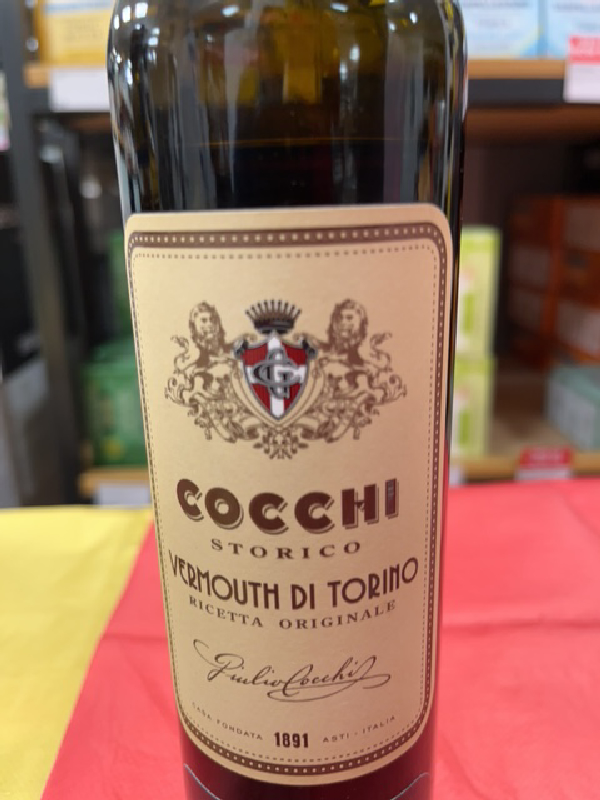 COCCHI
STORICO
VERMOUTH DI TORINO
RICETTA ORIGINALE
Giulio Cocchi
CASA FONDATA 1891 ASTI - ITALIA